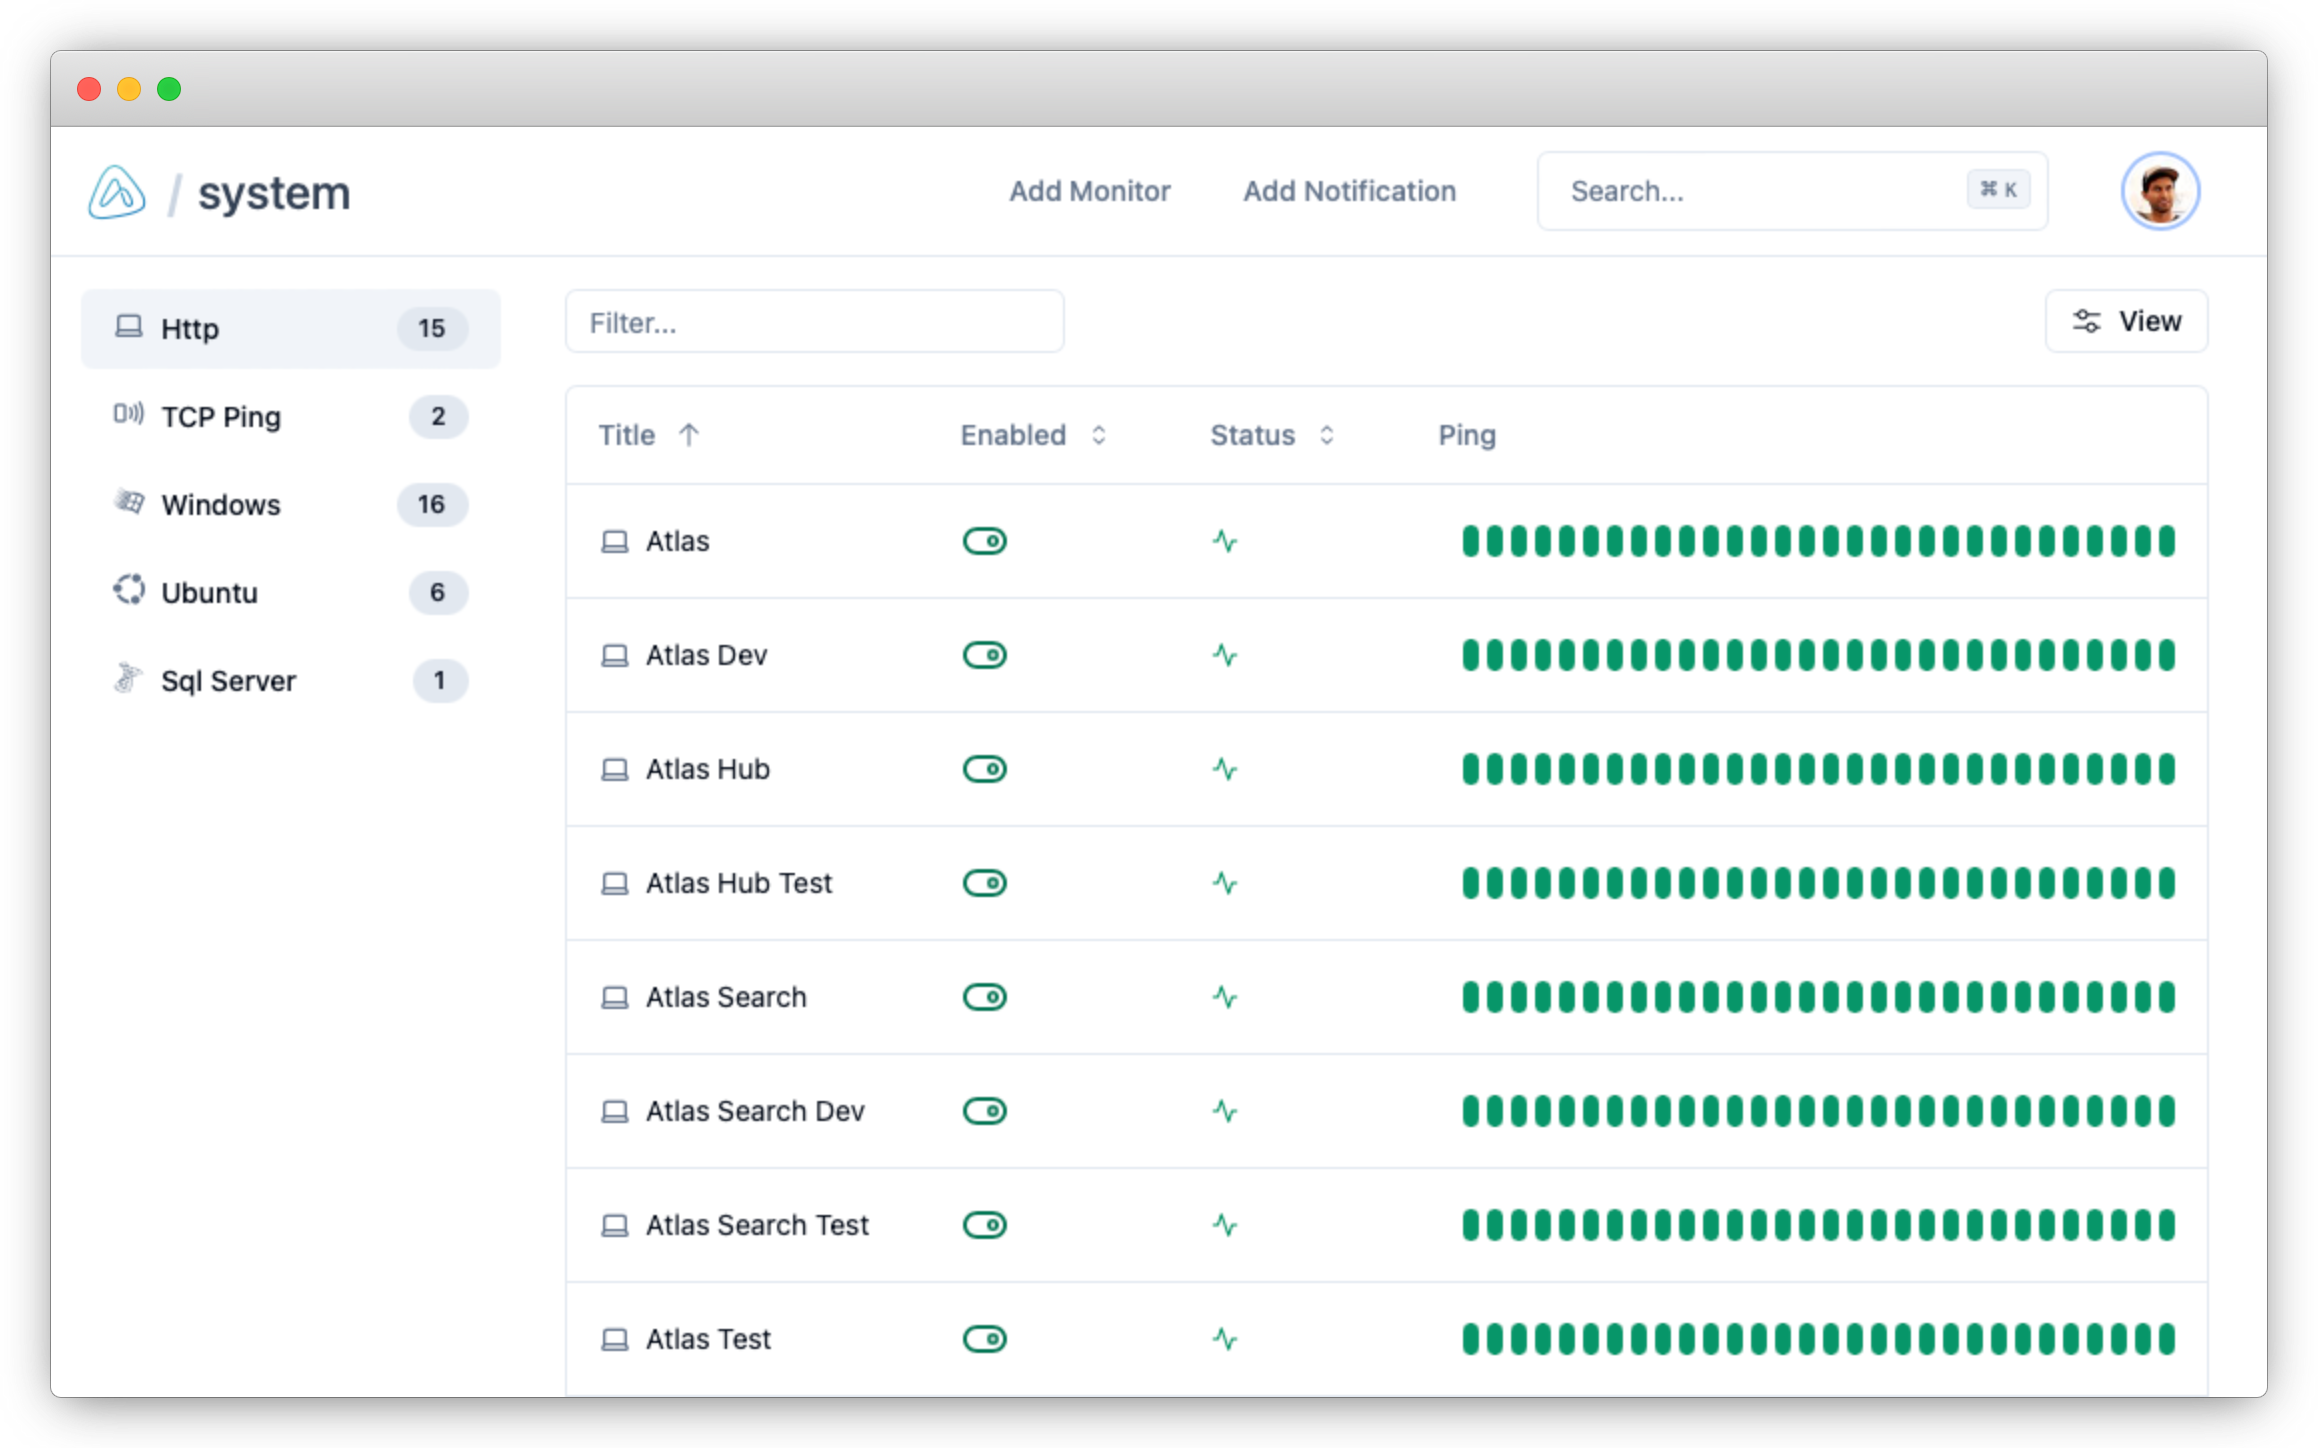 / system
Add Monitor
Add Notification
Search...
⌘ K
Http 15
TCP Ping 2
Windows 16
Ubuntu 6
Sql Server 1
Filter...
View
Title Enabled Status Ping
Atlas
Atlas Dev
Atlas Hub
Atlas Hub Test
Atlas Search
Atlas Search Dev
Atlas Search Test
Atlas Test